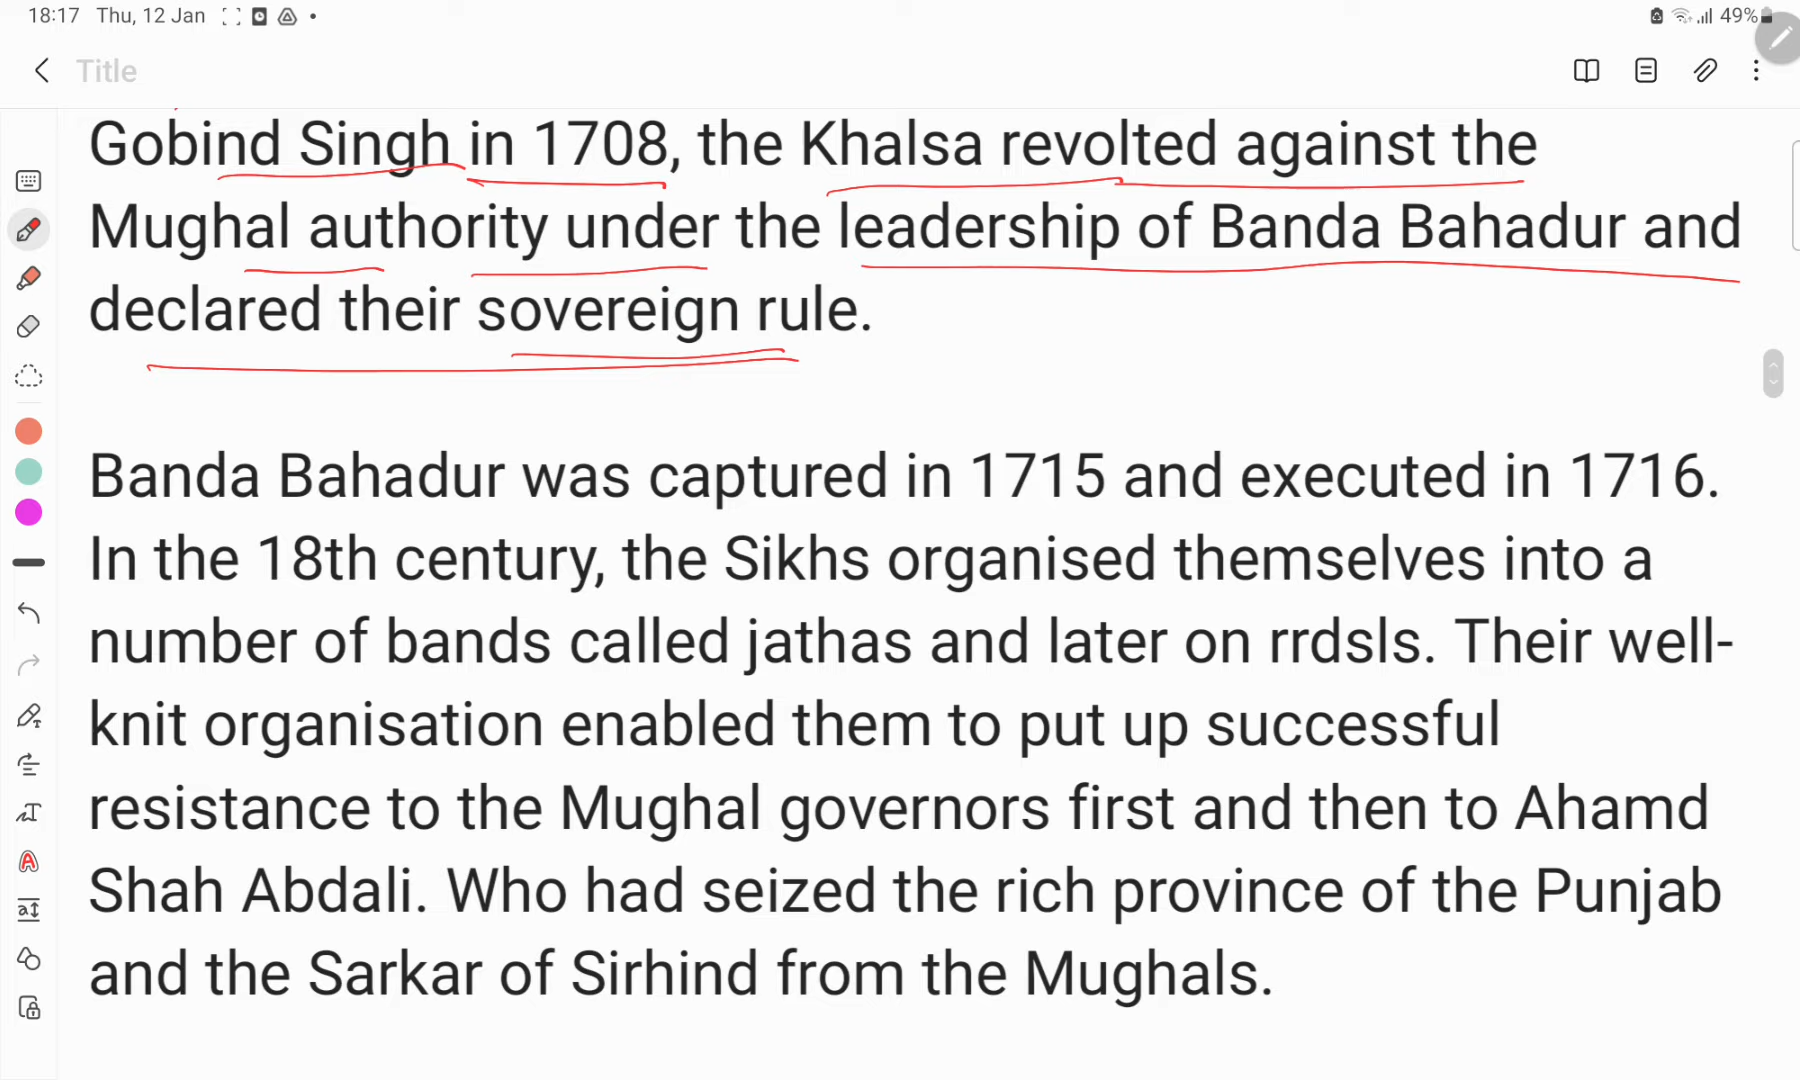 18:17 Thu, 12 Jan
49%
Title
Gobind Singh in 1708, the Khalsa revolted against the
Mughal authority under the leadership of Banda Bahadur and
declared their sovereign rule.
Banda Bahadur was captured in 1715 and executed in 1716.
In the 18th century, the Sikhs organised themselves into a
number of bands called jathas and later on rrdsls. Their well-
knit organisation enabled them to put up successful
resistance to the Mughal governors first and then to Ahamd
Shah Abdali. Who had seized the rich province of the Punjab
and the Sarkar of Sirhind from the Mughals.